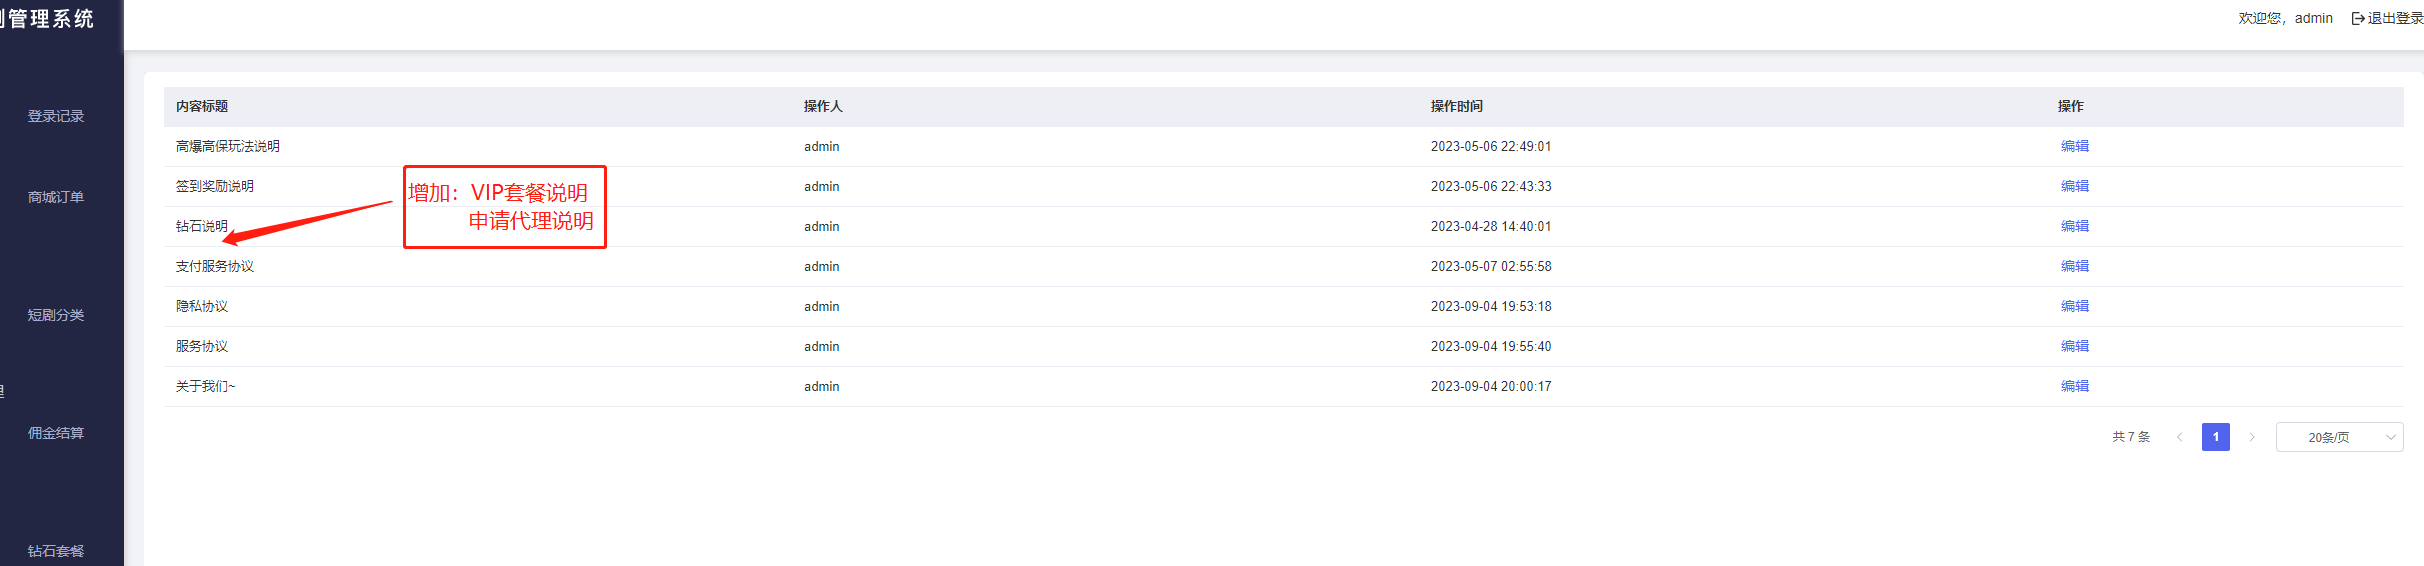 管理系统
欢迎您，admin
退出登录
登录记录
商城订单
短剧分类
佣金结算
钻石套餐
内容标题 操作人 操作时间 操作
高爆高保玩法说明 admin 2023-05-06 22:49:01 编辑
签到奖励说明 admin 2023-05-06 22:43:33 编辑
钻石说明 admin 2023-04-28 14:40:01 编辑
支付服务协议 admin 2023-05-07 02:55:58 编辑
隐私协议 admin 2023-09-04 19:53:18 编辑
服务协议 admin 2023-09-04 19:55:40 编辑
关于我们~ admin 2023-09-04 20:00:17 编辑
增加：VIP套餐说明
申请代理说明
共 7 条 1 20条/页